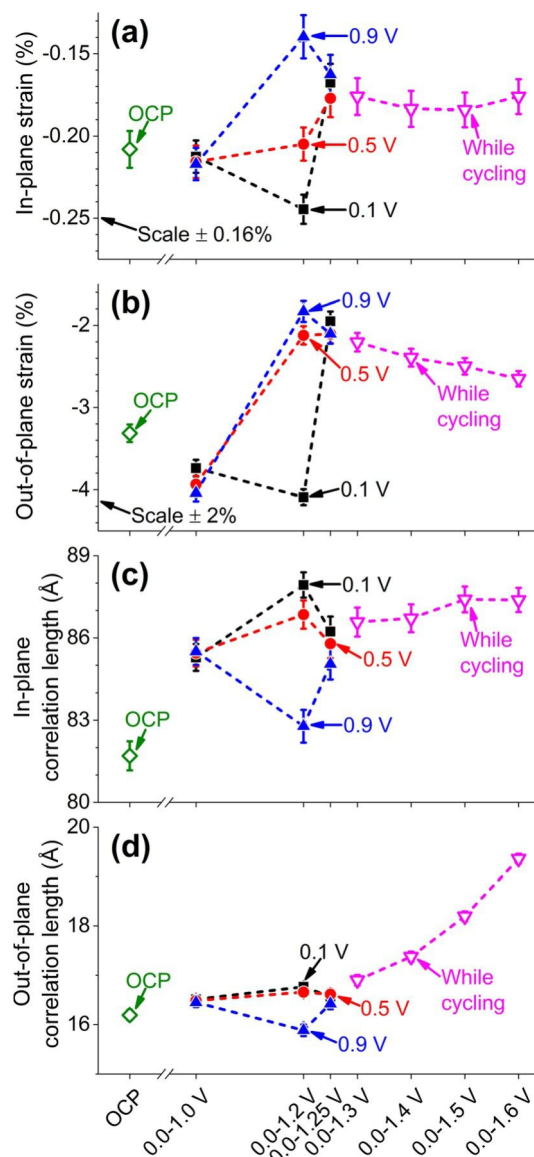 (a)
In-plane strain (%)
-0.15
-0.20
-0.25
OCP
0.9 V
0.5 V
0.1 V
While
cycling
Scale ± 0.16%
(b)
Out-of-plane strain (%)
-2
-3
-4
OCP
0.9 V
0.5 V
0.1 V
While
cycling
Scale ± 2%
(c)
In-plane
correlation length (Å)
89
86
83
80
OCP
0.1 V
0.5 V
0.9 V
While
cycling
(d)
Out-of-plane
correlation length (Å)
20
18
16
OCP
0.1 V
0.5 V
0.9 V
While
cycling
OCP
0.0-1.0 V
0.0-1.2 V
0.0-1.25 V
0.0-1.3 V
0.0-1.4 V
0.0-1.5 V
0.0-1.6 V